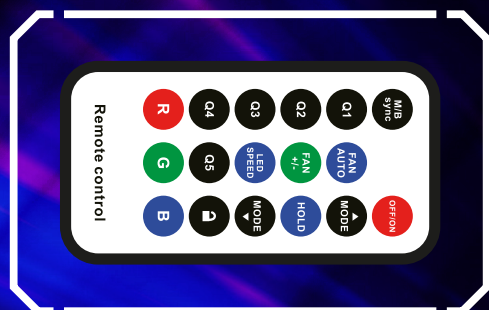 M/B
sync
OFF/ON
Q1
FAN
AUTO
▲
MODE
Q2
FAN
+/-
HOLD
Q3
LED
SPEED
MODE
▼
Q4
Q5
R
G
B
Remote control